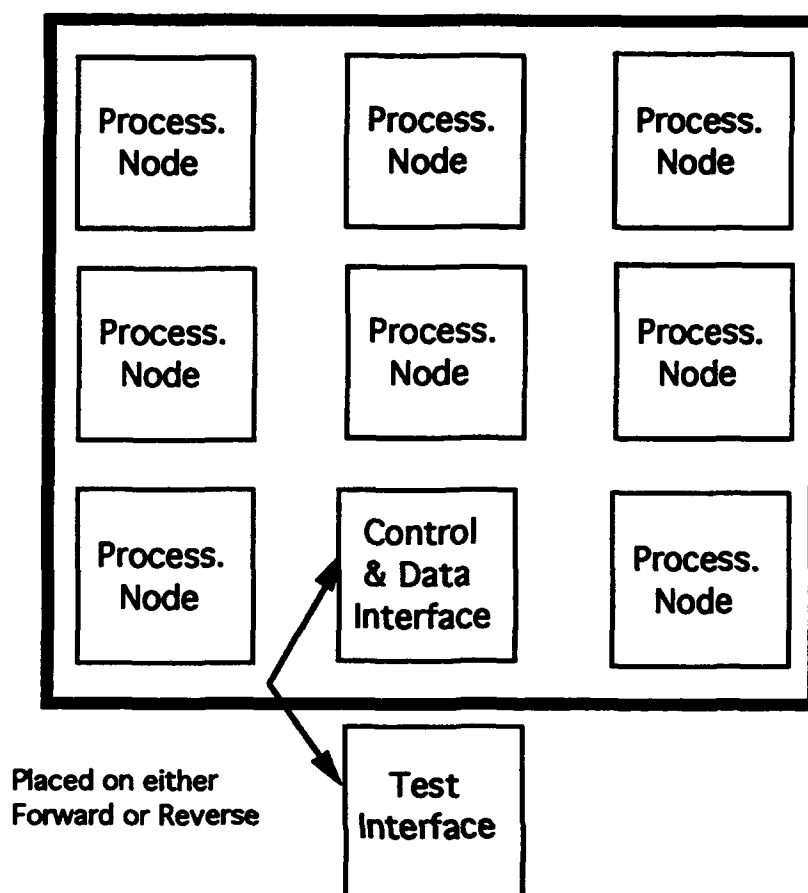 Process.
Node
Process.
Node
Process.
Node
Process.
Node
Process.
Node
Process.
Node
Process.
Node
Control
& Data
Interface
Process.
Node
Placed on either
Forward or Reverse
Test
Interface